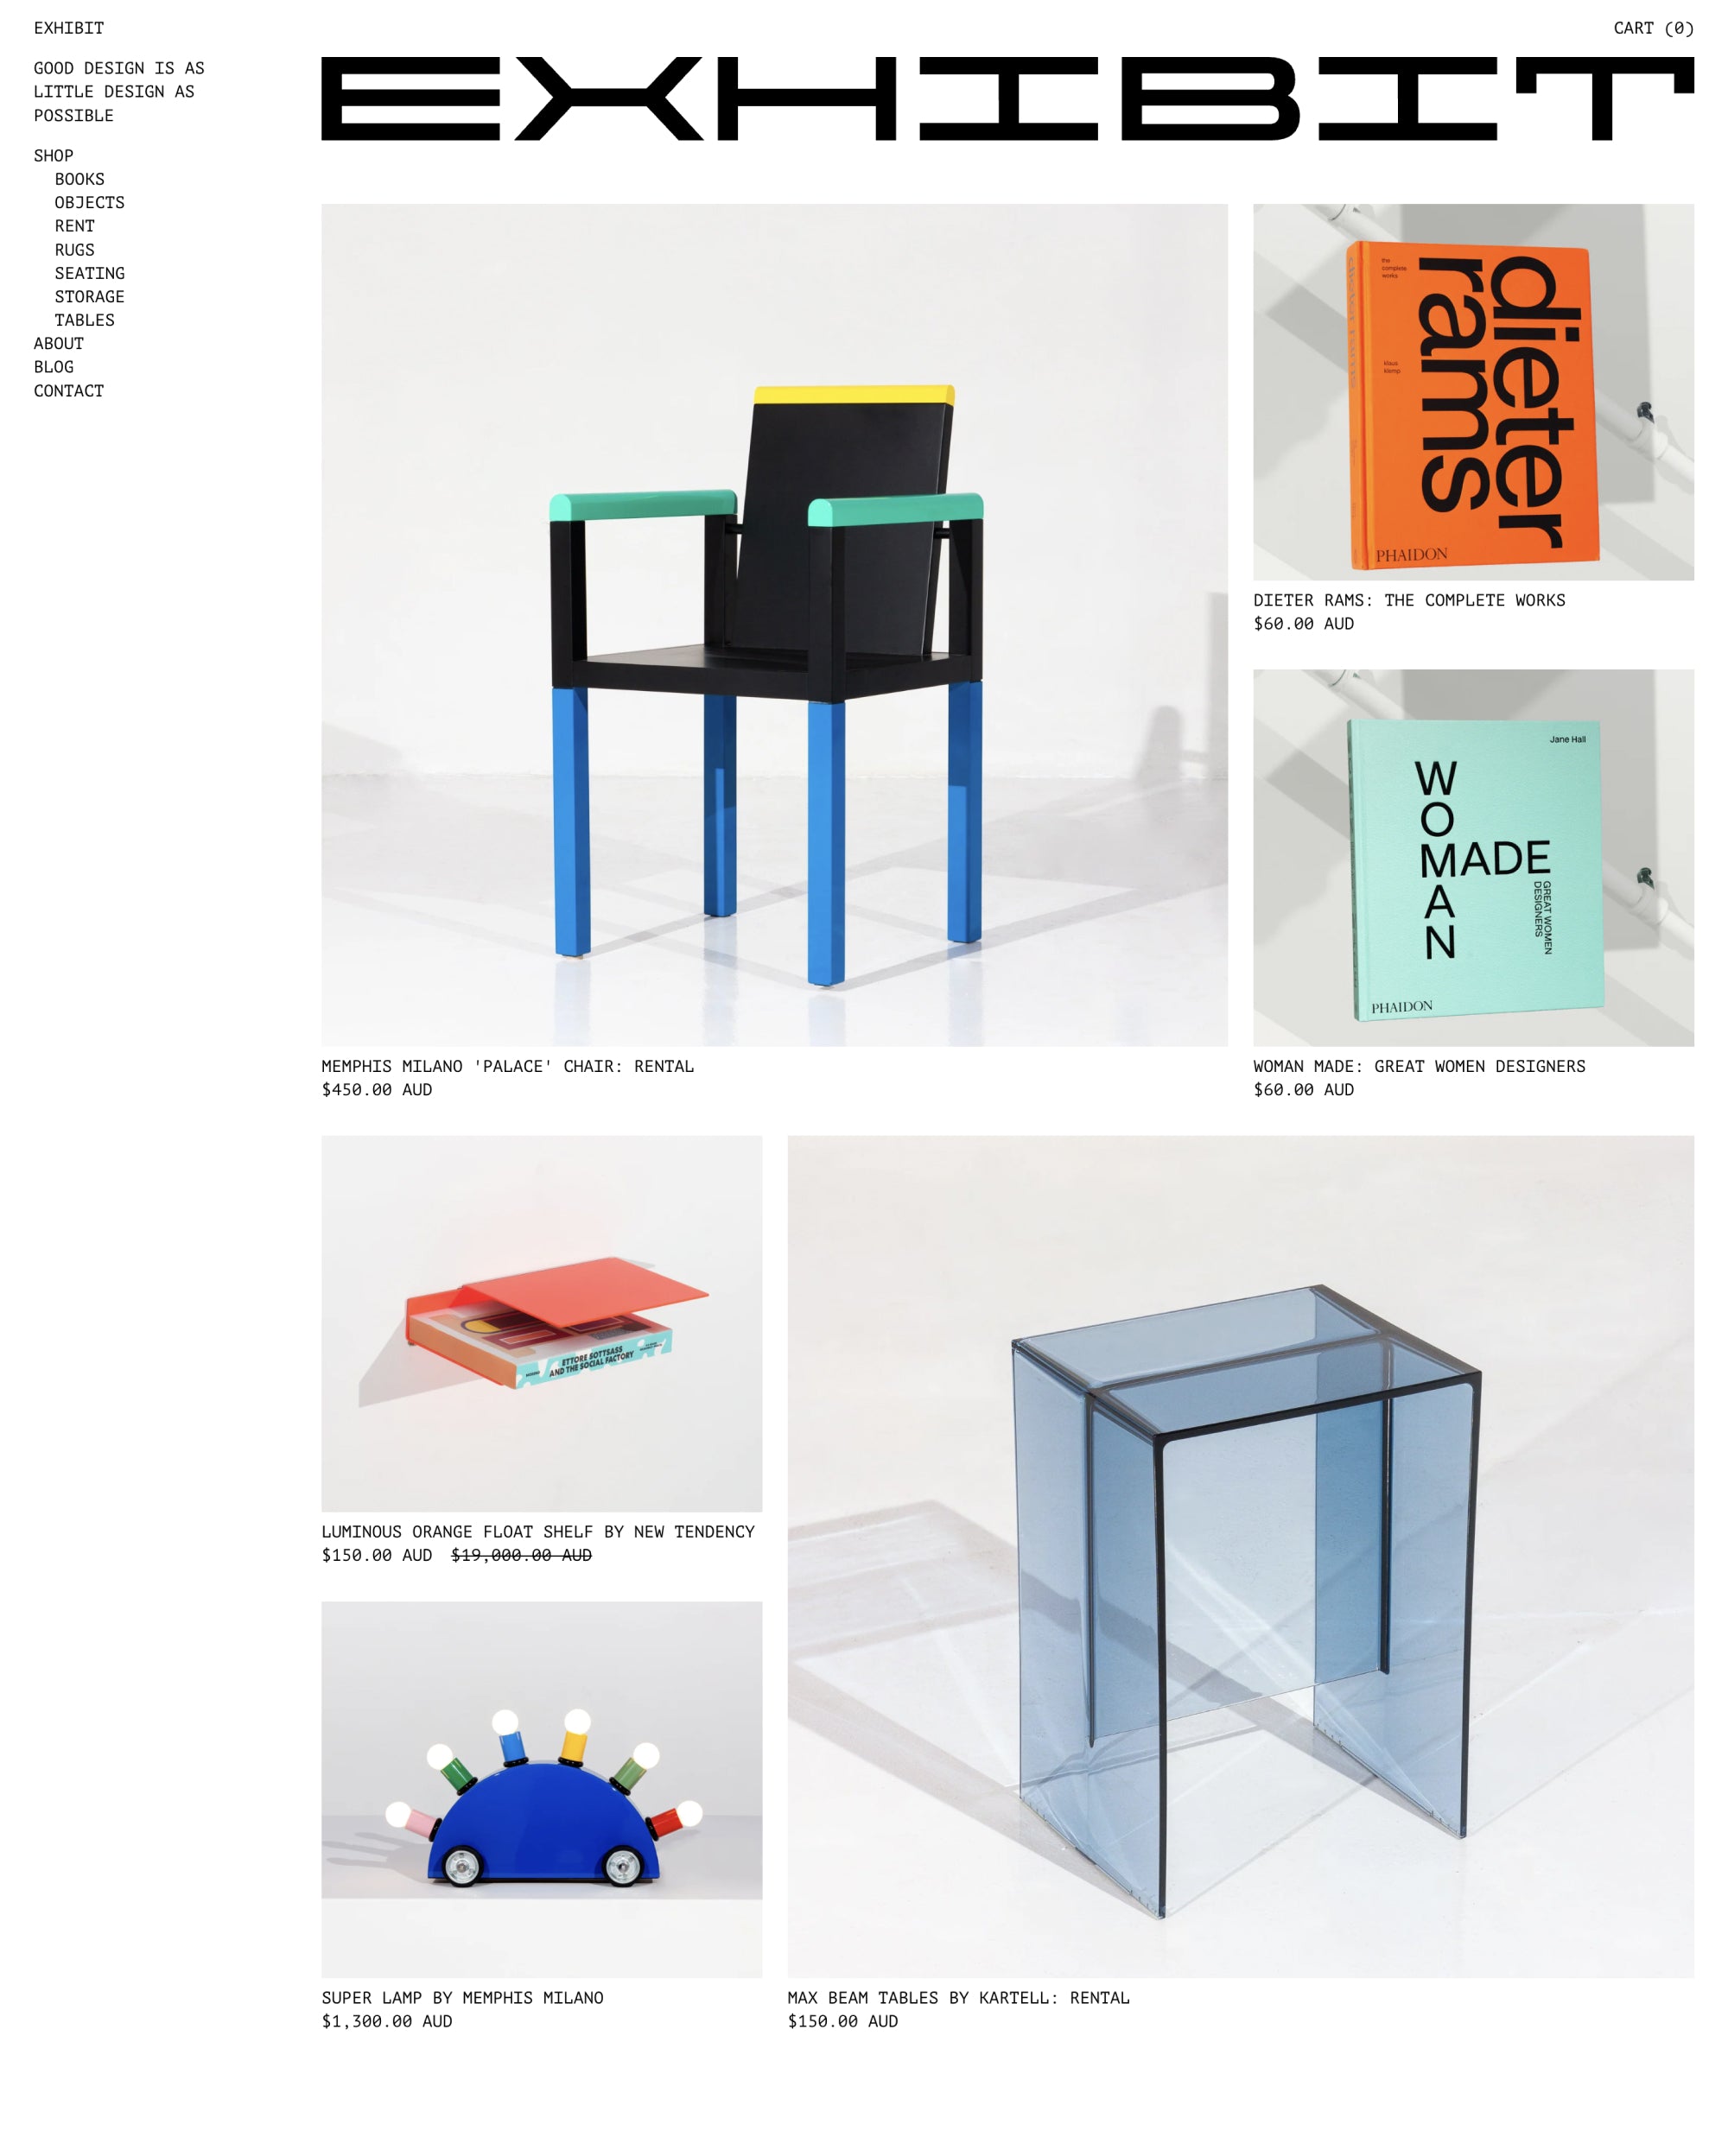 EXHIBIT
CART (0)
GOOD DESIGN IS AS
LITTLE DESIGN AS
POSSIBLE
SHOP
BOOKS
OBJECTS
RENT
RUGS
SEATING
STORAGE
TABLES
ABOUT
BLOG
CONTACT
EXHIBIT
the
complete
works
dieter
rams
klaus
klemp
PHAIDON
DIETER RAMS: THE COMPLETE WORKS
$60.00 AUD
Jane Hall
WOMAN
MADE
GREAT WOMEN
DESIGNERS
PHAIDON
MEMPHIS MILANO 'PALACE' CHAIR: RENTAL
$450.00 AUD
WOMAN MADE: GREAT WOMEN DESIGNERS
$60.00 AUD
ETTORE SOTTSASS
AND THE SOCIAL FACTORY
LUMINOUS ORANGE FLOAT SHELF BY NEW TENDENCY
$150.00 AUD $19,000.00 AUD
SUPER LAMP BY MEMPHIS MILANO
$1,300.00 AUD
MAX BEAM TABLES BY KARTELL: RENTAL
$150.00 AUD